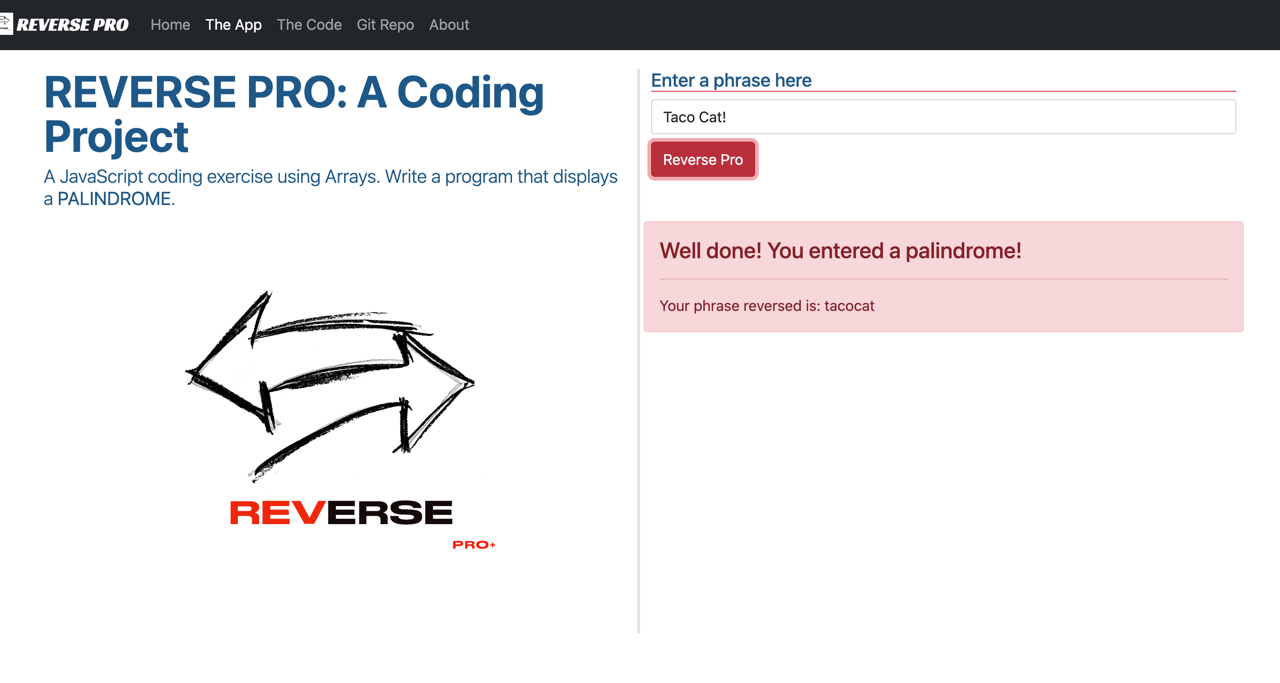 REVERSE PRO Home The App The Code Git Repo About
REVERSE PRO: A Coding
Project
A JavaScript coding exercise using Arrays. Write a program that displays
a PALINDROME.
REVERSE
PRO+
Enter a phrase here
Taco Cat!
Reverse Pro
Well done! You entered a palindrome!
Your phrase reversed is: tacocat